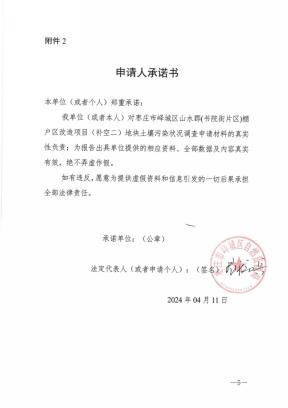 附件 2
申请人承诺书
本单位（或者个人）郑重承诺：
我单位（或者本人）对枣庄市峄城区山水郡(书院街片区)棚
户区改造项目（补空二）地块土壤污染状况调查申请材料的真实
性负责；为报告出具单位提供的相应资料、全部数据及内容真实
有效，绝不弄虚作假。
如有违反，愿意为提供虚假资料和信息引发的一切后果承担
全部法律责任。
承诺单位：（公章）
法定代表人（或者申请个人）：（签名）
2024 年 04 月 11 日
—5—